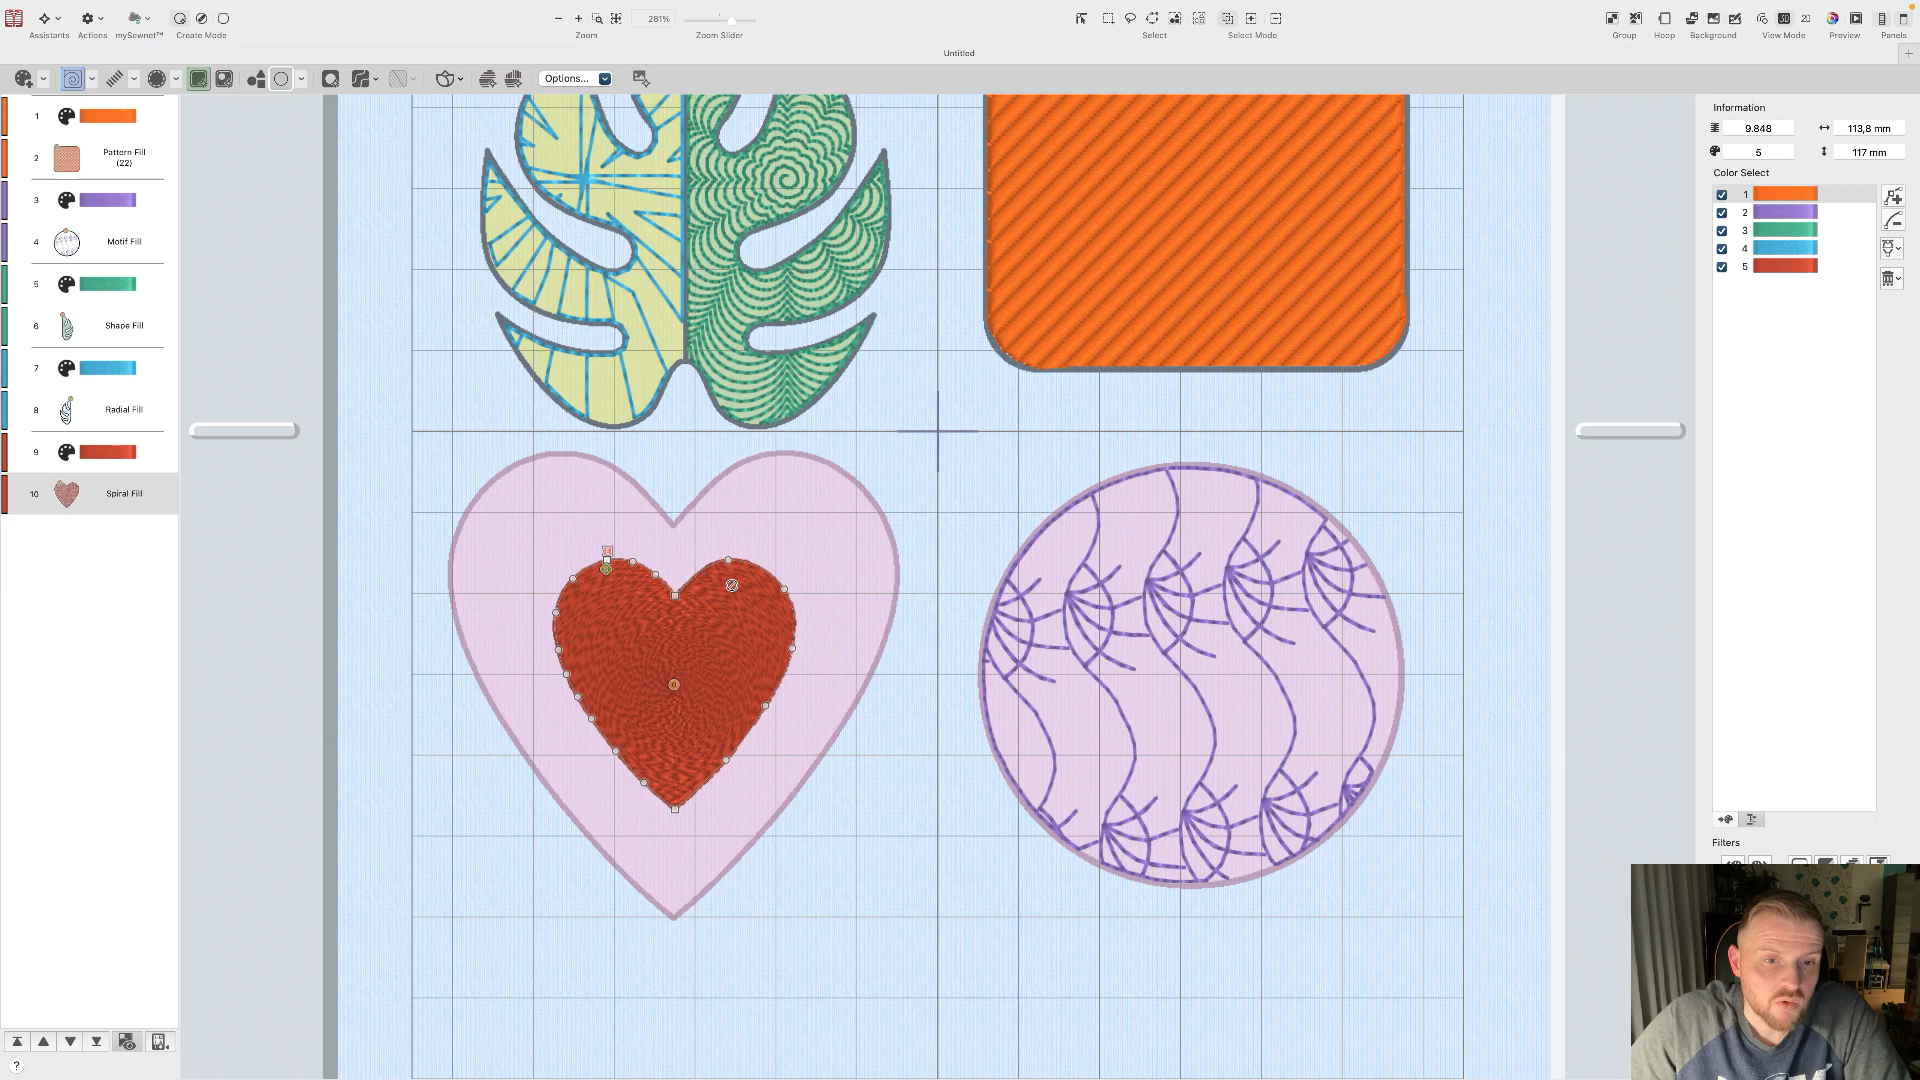 281%
Assistants
Actions
mySewnet™
Create Mode
Zoom
Zoom Slider
Select
Select Mode
Group
Hoop
Background
2D
3D
View Mode
Preview
Panels
Untitled
Options...
1
2
Pattern Fill
(22)
3
4
Motif Fill
5
6
Shape Fill
7
8
Radial Fill
9
10
Spiral Fill
?
Information
9.848
113,8 mm
5
117 mm
Color Select
1
2
3
4
5
Filters